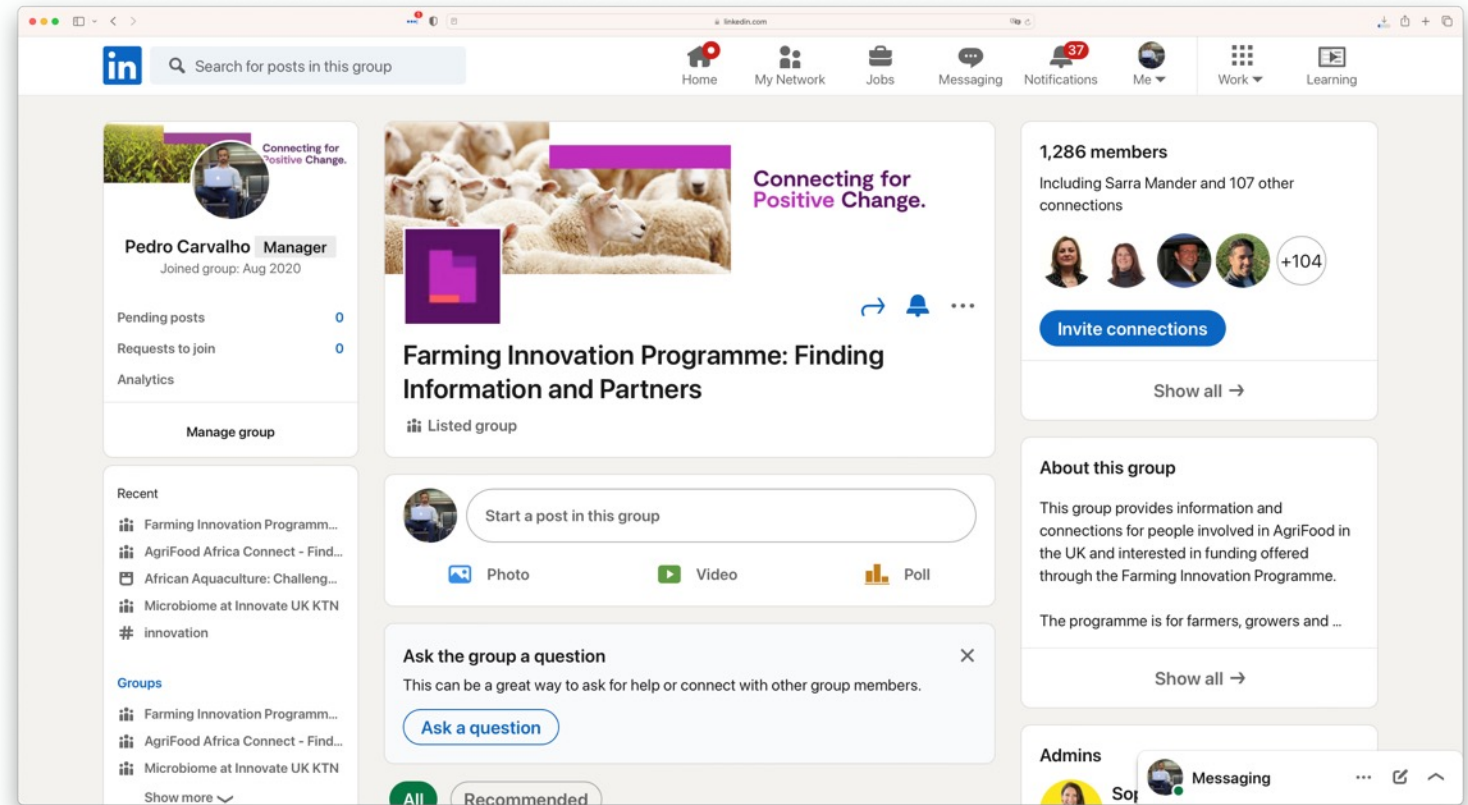 linkedin.com
in
Search for posts in this group
Home
My Network
Jobs
Messaging
37
Notifications
Me
Work
Learning
Connecting for
Positive Change.
Pedro Carvalho Manager
Joined group: Aug 2020
Pending posts 0
Requests to join 0
Analytics
Manage group
Recent
Farming Innovation Programm...
AgriFood Africa Connect - Find...
African Aquaculture: Challeng...
Microbiome at Innovate UK KTN
# innovation
Groups
Farming Innovation Programm...
AgriFood Africa Connect - Find...
Microbiome at Innovate UK KTN
Show more
Connecting for
Positive Change.
Farming Innovation Programme: Finding
Information and Partners
Listed group
Start a post in this group
Photo
Video
Poll
Ask the group a question
This can be a great way to ask for help or connect with other group members.
Ask a question
All
Recommended
1,286 members
Including Sarra Mander and 107 other
connections
+104
Invite connections
Show all →
About this group
This group provides information and
connections for people involved in AgriFood in
the UK and interested in funding offered
through the Farming Innovation Programme.
The programme is for farmers, growers and ...
Show all →
Admins
Messaging